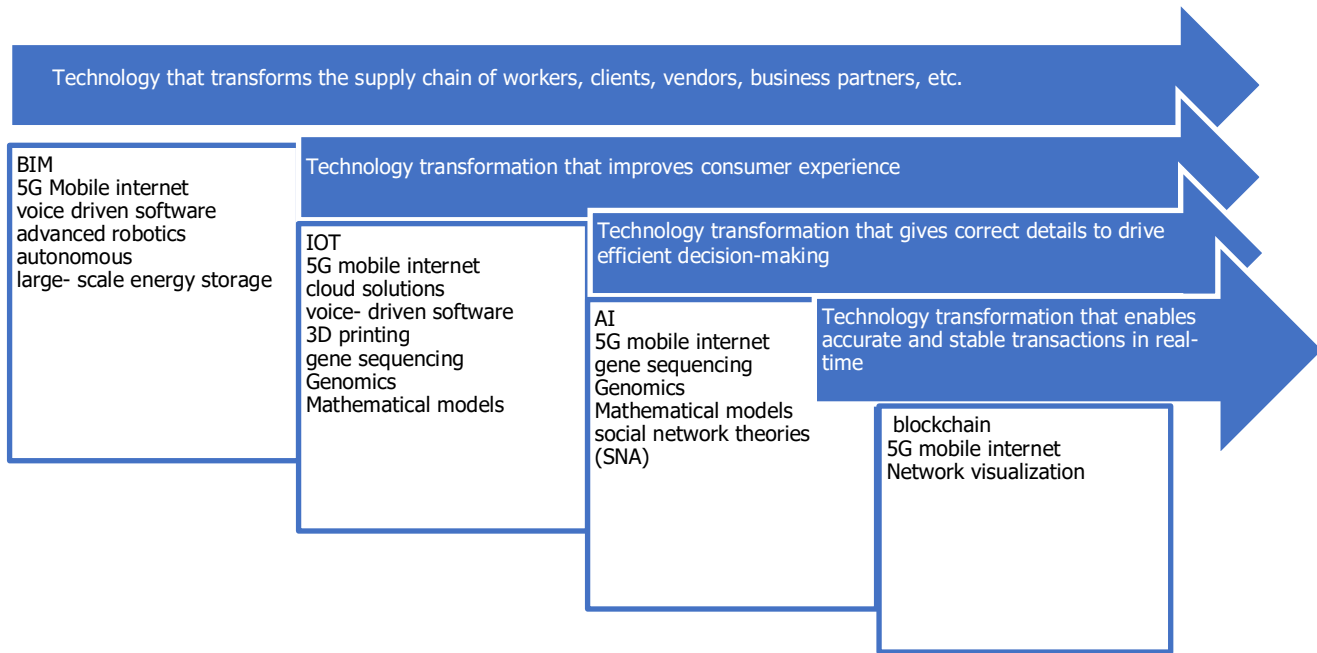 Technology that transforms the supply chain of workers, clients, vendors, business partners, etc.
BIM
5G Mobile internet
voice driven software
advanced robotics
autonomous
large- scale energy storage
Technology transformation that improves consumer experience
IOT
5G mobile internet
cloud solutions
voice- driven software
3D printing
gene sequencing
Genomics
Mathematical models
Technology transformation that gives correct details to drive
efficient decision-making
AI
5G mobile internet
gene sequencing
Genomics
Mathematical models
social network theories
(SNA)
Technology transformation that enables
accurate and stable transactions in real-
time
blockchain
5G mobile internet
Network visualization